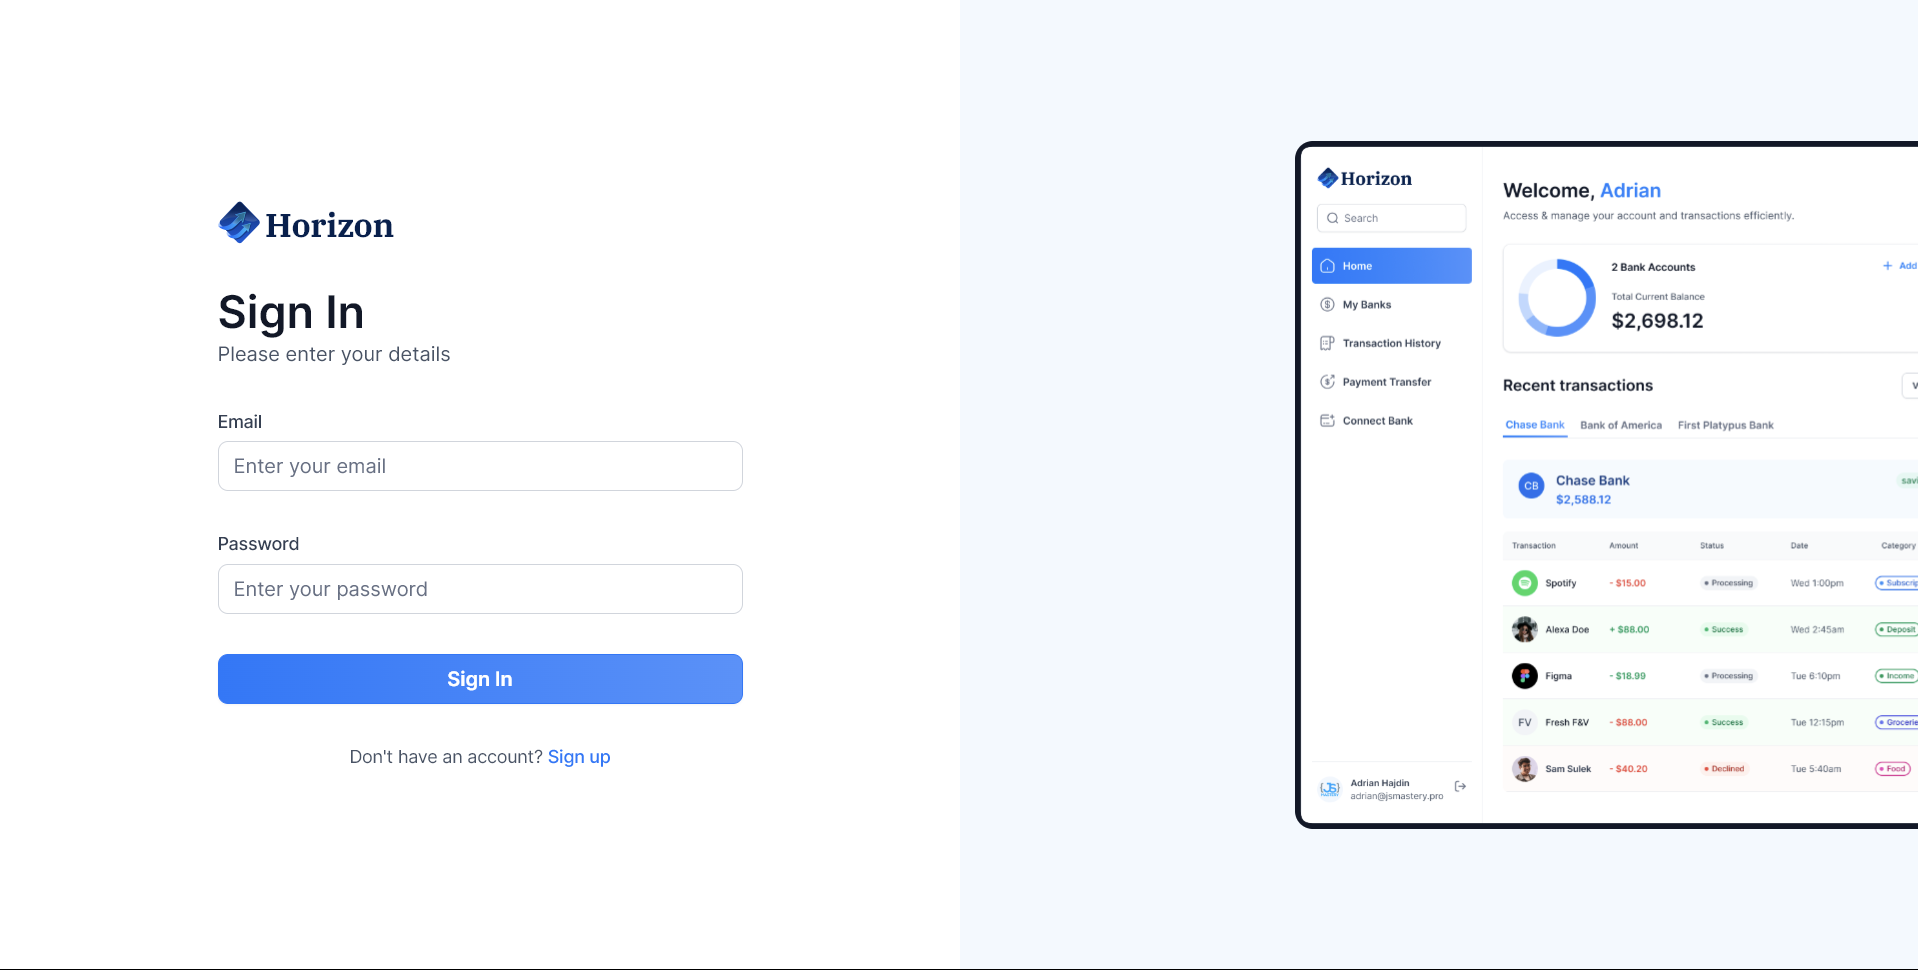 Horizon
Sign In
Please enter your details
Email
Enter your email
Password
Enter your password
Sign In
Don't have an account? Sign up
Horizon
Search
Home
My Banks
Transaction History
Payment Transfer
Connect Bank
Adrian Hajdin
adrian@jsmastery.pro
Welcome, Adrian
Access & manage your account and transactions efficiently.
2 Bank Accounts
Add
Total Current Balance
$2,698.12
Recent transactions
Chase Bank Bank of America First Platypus Bank
CB
Chase Bank
$2,588.12
Transaction Amount Status Date Category
Spotify - $15.00 Processing Wed 1:00pm Subscrip
Alexa Doe + $88.00 Success Wed 2:45am Deposit
Figma - $18.99 Processing Tue 6:10pm Income
FV Fresh F&V - $88.00 Success Tue 12:15pm Grocerie
Sam Sulek - $40.20 Declined Tue 5:40am Food